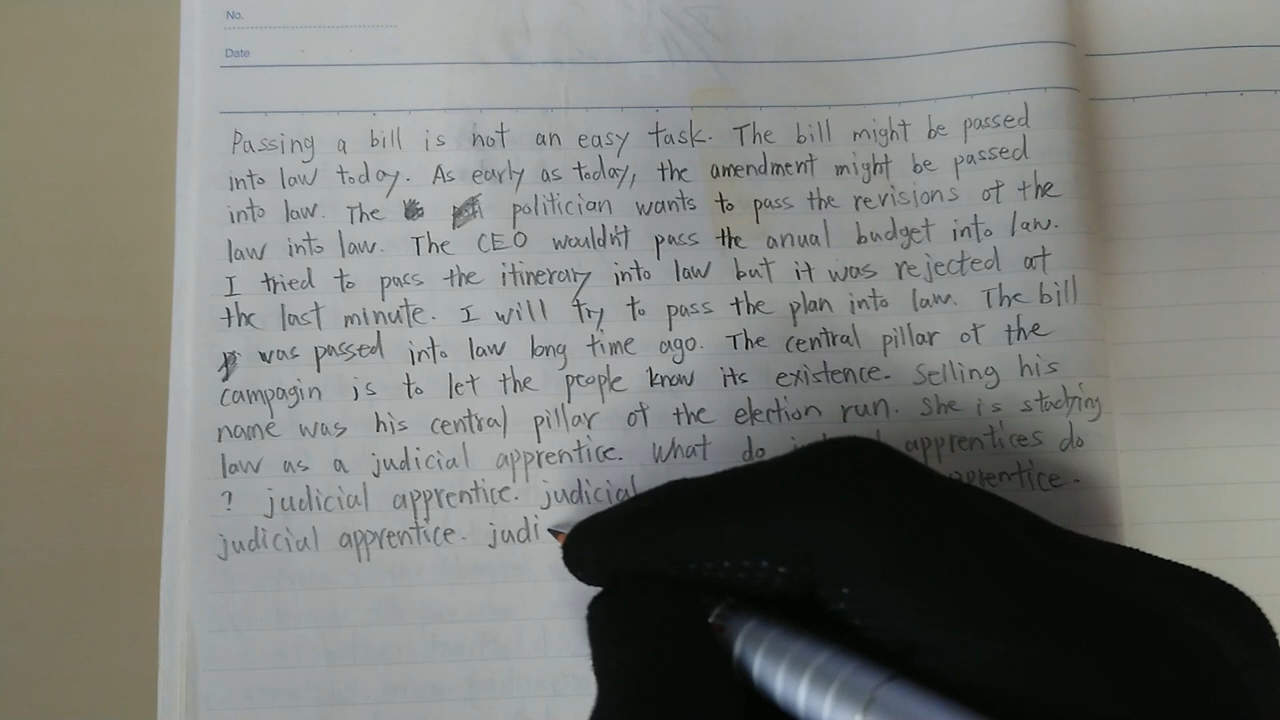 No.
Date
Passing a bill is not an easy task. The bill might be passed
into law today. As early as today, the amendment might be passed
into law. The politician wants to pass the revisions of the
law into law. The CEO wouldn't pass the anual budget into law.
I tried to pass the itinerary into law but it was rejected at
the last minute. I will try to pass the plan into law. The bill
was passed into law long time ago. The central pillar of the
campagin is to let the people know its existence. Selling his
name was his central pillar of the election run. She is studying
law as a judicial apprentice. What do apprentices do
? judicial apprentice. judicial apprentice.
judicial apprentice. judi